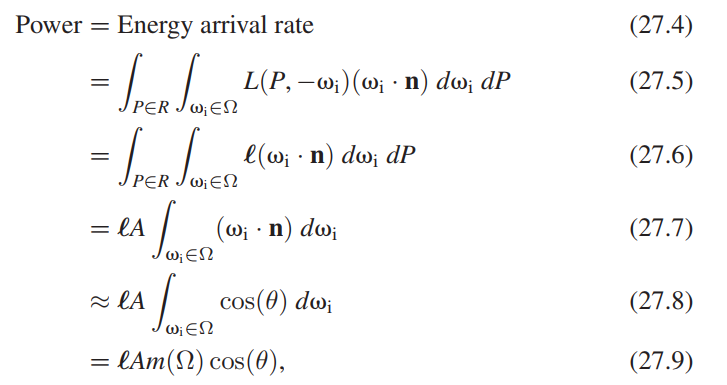 Power = Energy arrival rate (27.4)
= ∫_{P∈R} ∫_{ωᵢ∈Ω} L(P, −ωᵢ)(ωᵢ · n) dωᵢ dP (27.5)
= ∫_{P∈R} ∫_{ωᵢ∈Ω} ℓ(ωᵢ · n) dωᵢ dP (27.6)
= ℓA ∫_{ωᵢ∈Ω} (ωᵢ · n) dωᵢ (27.7)
≈ ℓA ∫_{ωᵢ∈Ω} cos(θ) dωᵢ (27.8)
= ℓAm(Ω) cos(θ), (27.9)